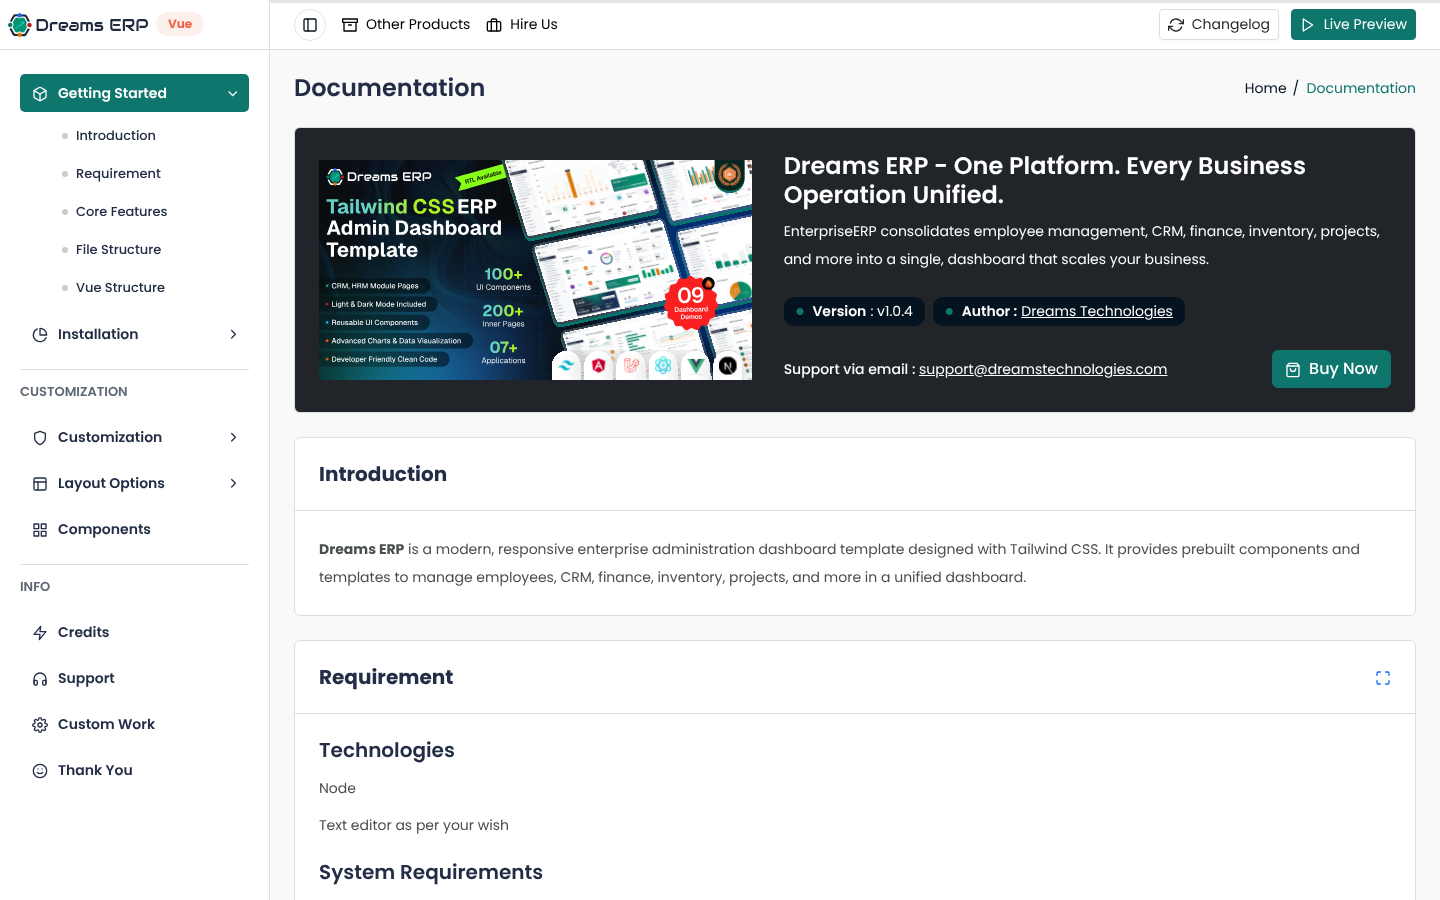 Dreams ERP Vue
Other Products
Hire Us
Changelog
Live Preview
Getting Started
Introduction
Requirement
Core Features
File Structure
Vue Structure
Installation
CUSTOMIZATION
Customization
Layout Options
Components
INFO
Credits
Support
Custom Work
Thank You
Documentation
Home / Documentation
Dreams ERP
RTL Available
Tailwind CSS ERP
Admin Dashboard
Template
CRM, HRM Module Pages
Light & Dark Mode Included
Reusable UI Components
Advanced Charts & Data Visualization
Developer Friendly Clean Code
100+
UI Components
200+
Inner Pages
07+
Applications
09
Dashboard
Demos
Dreams ERP - One Platform. Every Business
Operation Unified.
EnterpriseERP consolidates employee management, CRM, finance, inventory, projects,
and more into a single, dashboard that scales your business.
Version : v1.0.4
Author : Dreams Technologies
Support via email : support@dreamstechnologies.com
Buy Now
Introduction
Dreams ERP is a modern, responsive enterprise administration dashboard template designed with Tailwind CSS. It provides prebuilt components and
templates to manage employees, CRM, finance, inventory, projects, and more in a unified dashboard.
Requirement
Technologies
Node
Text editor as per your wish
System Requirements